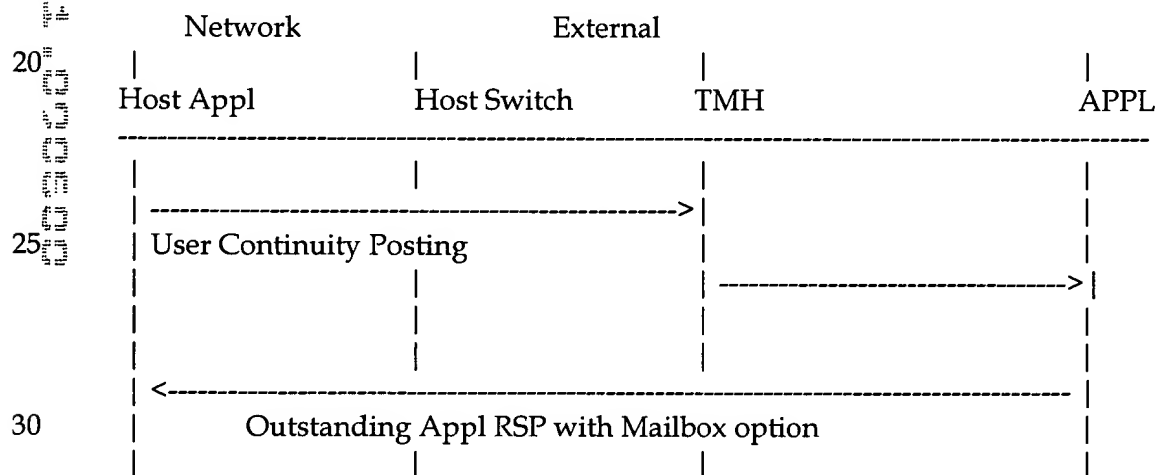 Network External
20
Host Appl Host Switch TMH APPL
25 User Continuity Posting
30 Outstanding Appl RSP with Mailbox option